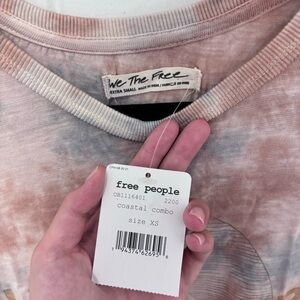 We The Free
EXTRA SMALL
free people
OB1116401 2200
coastal combo
size XS